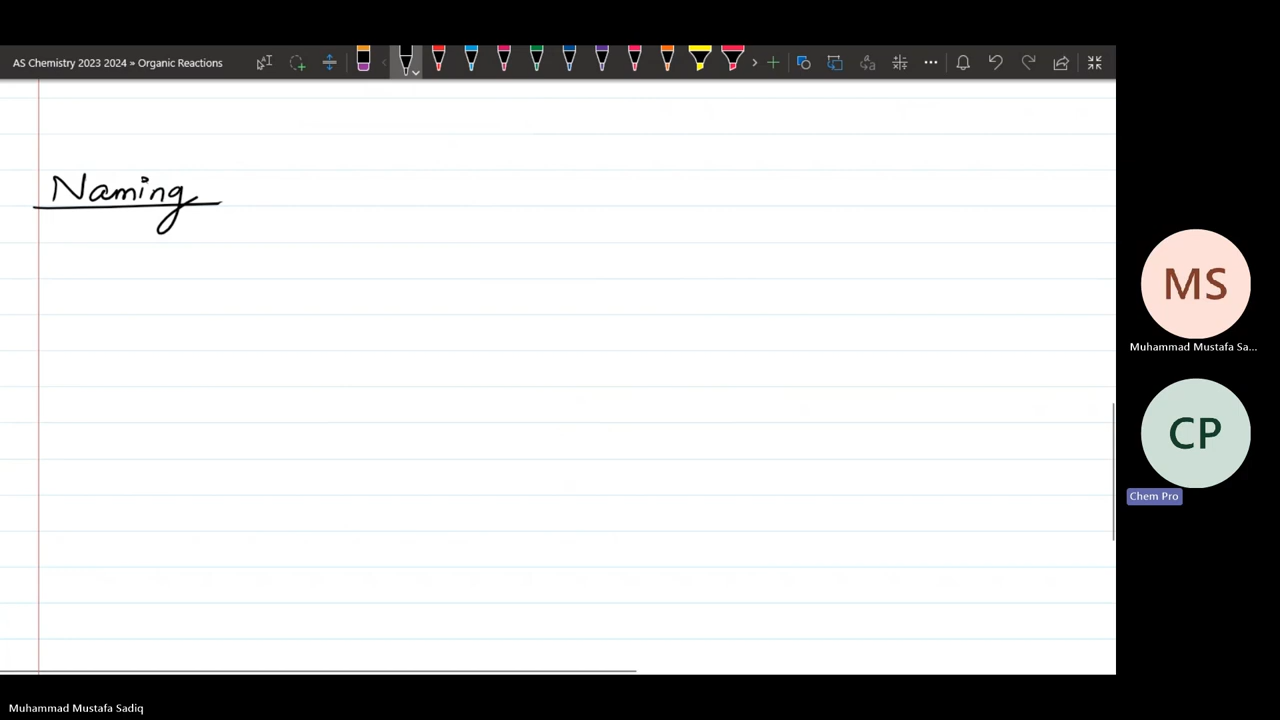 AS Chemistry 2023 2024 » Organic Reactions
Naming
MS
Muhammad Mustafa Sa...
CP
Chem Pro
Muhammad Mustafa Sadiq